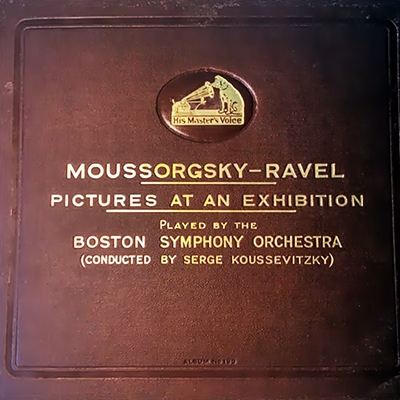 His Master's Voice
MOUSSORGSKY–RAVEL
PICTURES AT AN EXHIBITION
PLAYED BY THE
BOSTON SYMPHONY ORCHESTRA
(CONDUCTED BY SERGE KOUSSEVITZKY)
ALBUM